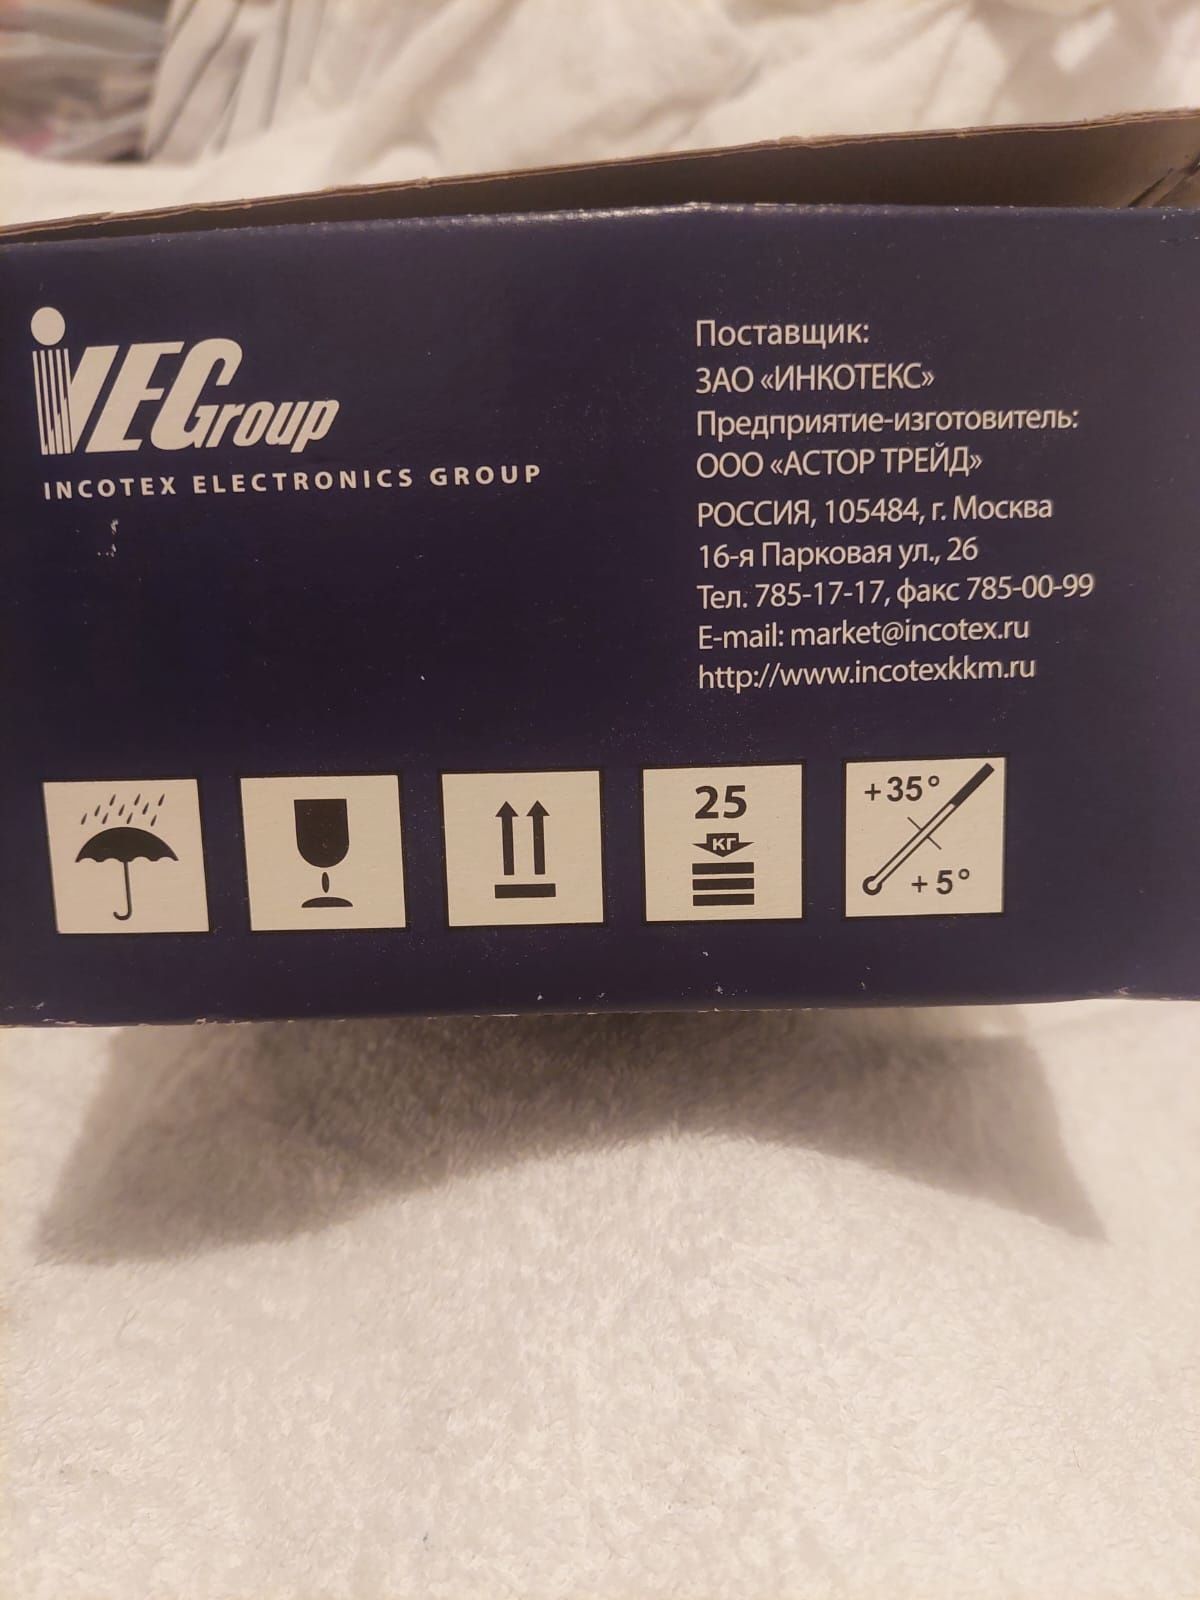 iEGroup
INCOTEX ELECTRONICS GROUP
Поставщик:
ЗАО «ИНКОТЕКС»
Предприятие-изготовитель:
ООО «АСТОР ТРЕЙД»
РОССИЯ, 105484, г. Москва
16-я Парковая ул., 26
Тел. 785-17-17, факс 785-00-99
E-mail: market@incotex.ru
http://www.incotexkkm.ru
25
кг
+35°
+5°